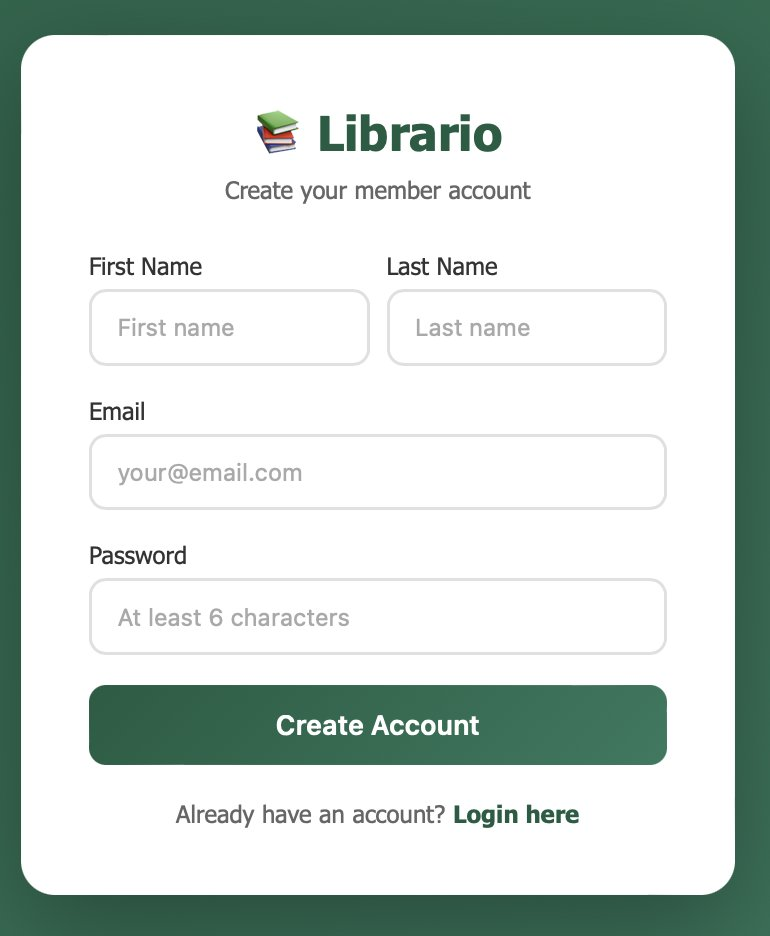 Librario
Create your member account
First Name Last Name
First name Last name
Email
your@email.com
Password
At least 6 characters
Create Account
Already have an account? Login here